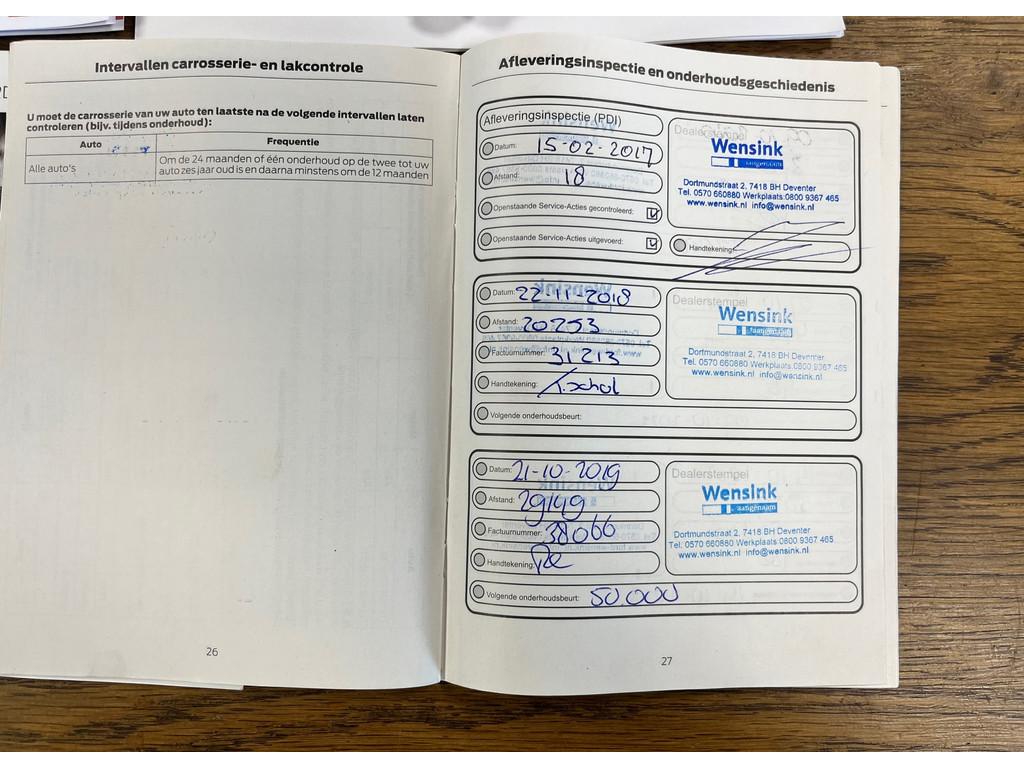 Intervallen carrosserie- en lakcontrole
U moet de carrosserie van uw auto ten laatste na de volgende intervallen laten
controleren (bijv. tijdens onderhoud):
Auto Frequentie
Alle auto's Om de 24 maanden of één onderhoud op de twee tot uw
auto zes jaar oud is en daarna minstens om de 12 maanden
26
Afleveringsinspectie en onderhoudsgeschiedenis
Afleveringsinspectie (PDI)
Datum: 15-02-2017
Afstand: 18
Openstaande Service-Acties gecontroleerd:
Openstaande Service-Acties uitgevoerd:
Dealerstempel
Wensink
aangenaam
Dortmundstraat 2, 7418 BH Deventer
Tel. 0570 660880 Werkplaats:0800 9367 465
www.wensink.nl info@wensink.nl
Handtekening:
Datum: 22-11-2018
Afstand: 20253
Factuurnummer: 31213
Handtekening: T.schol
Volgende onderhoudsbeurt:
Dealerstempel
Wensink
aangenaam
Dortmundstraat 2, 7418 BH Deventer
Tel. 0570 660880 Werkplaats:0800 9367 465
www.wensink.nl info@wensink.nl
Datum: 21-10-2019
Afstand: 29149
Factuurnummer: 38066
Handtekening:
Volgende onderhoudsbeurt: 50.000
Dealerstempel
Wensink
aangenaam
Dortmundstraat 2, 7418 BH Deventer
Tel. 0570 660880 Werkplaats:0800 9367 465
www.wensink.nl info@wensink.nl
27